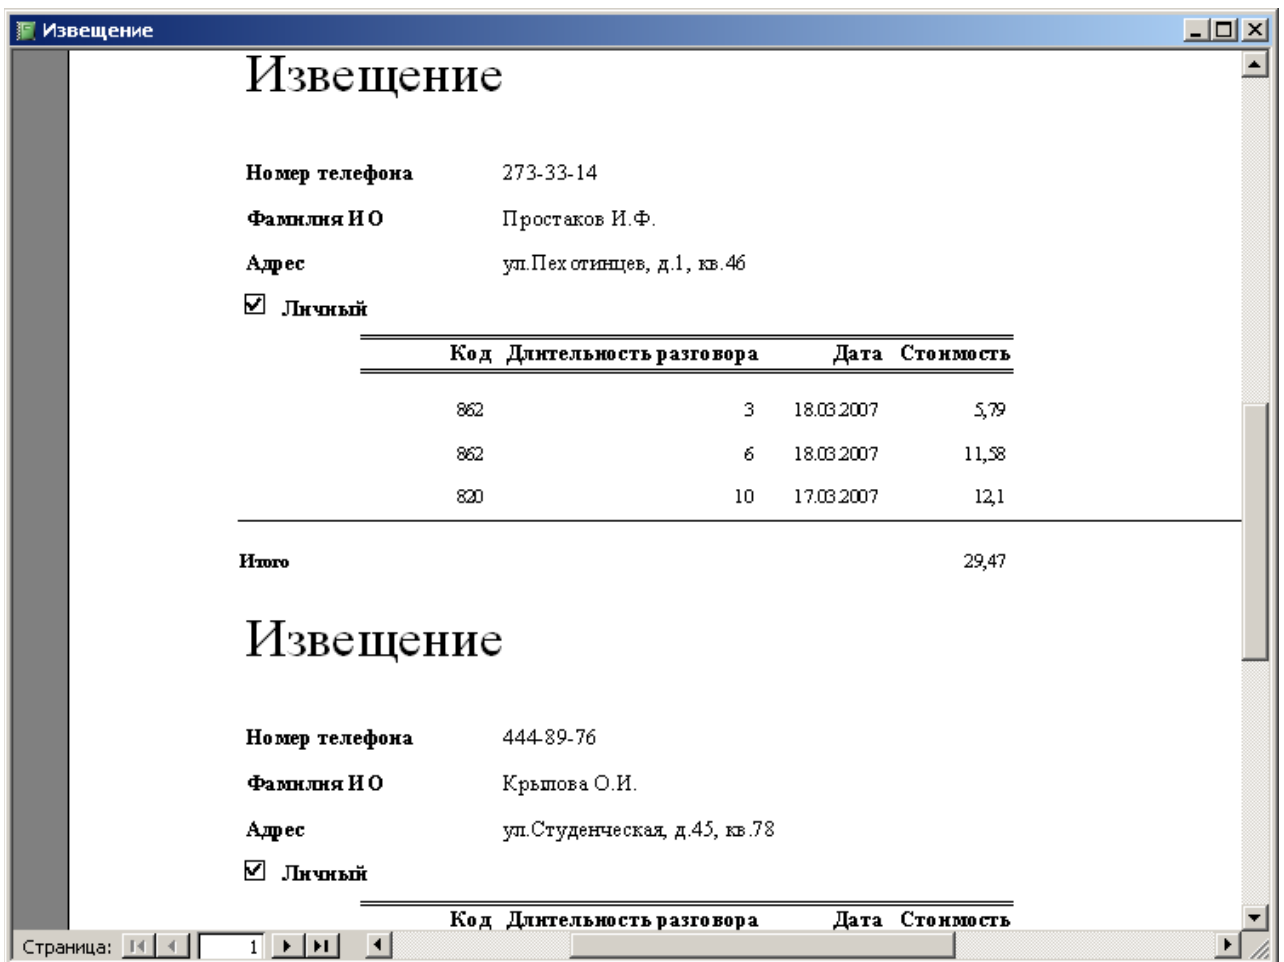 Извещение
Извещение
Номер телефона 273-33-14
Фамилия И О Простаков И.Ф.
Адрес ул.Пехотинцев, д.1, кв.46
Личный
Код Длительность разговора Дата Стоимость
862 3 18.03.2007 5,79
862 6 18.03.2007 11,58
820 10 17.03.2007 12,1
Итого 29,47
Извещение
Номер телефона 444-89-76
Фамилия И О Крылова О.И.
Адрес ул.Студенческая, д.45, кв.78
Личный
Код Длительность разговора Дата Стоимость
Страница: 1